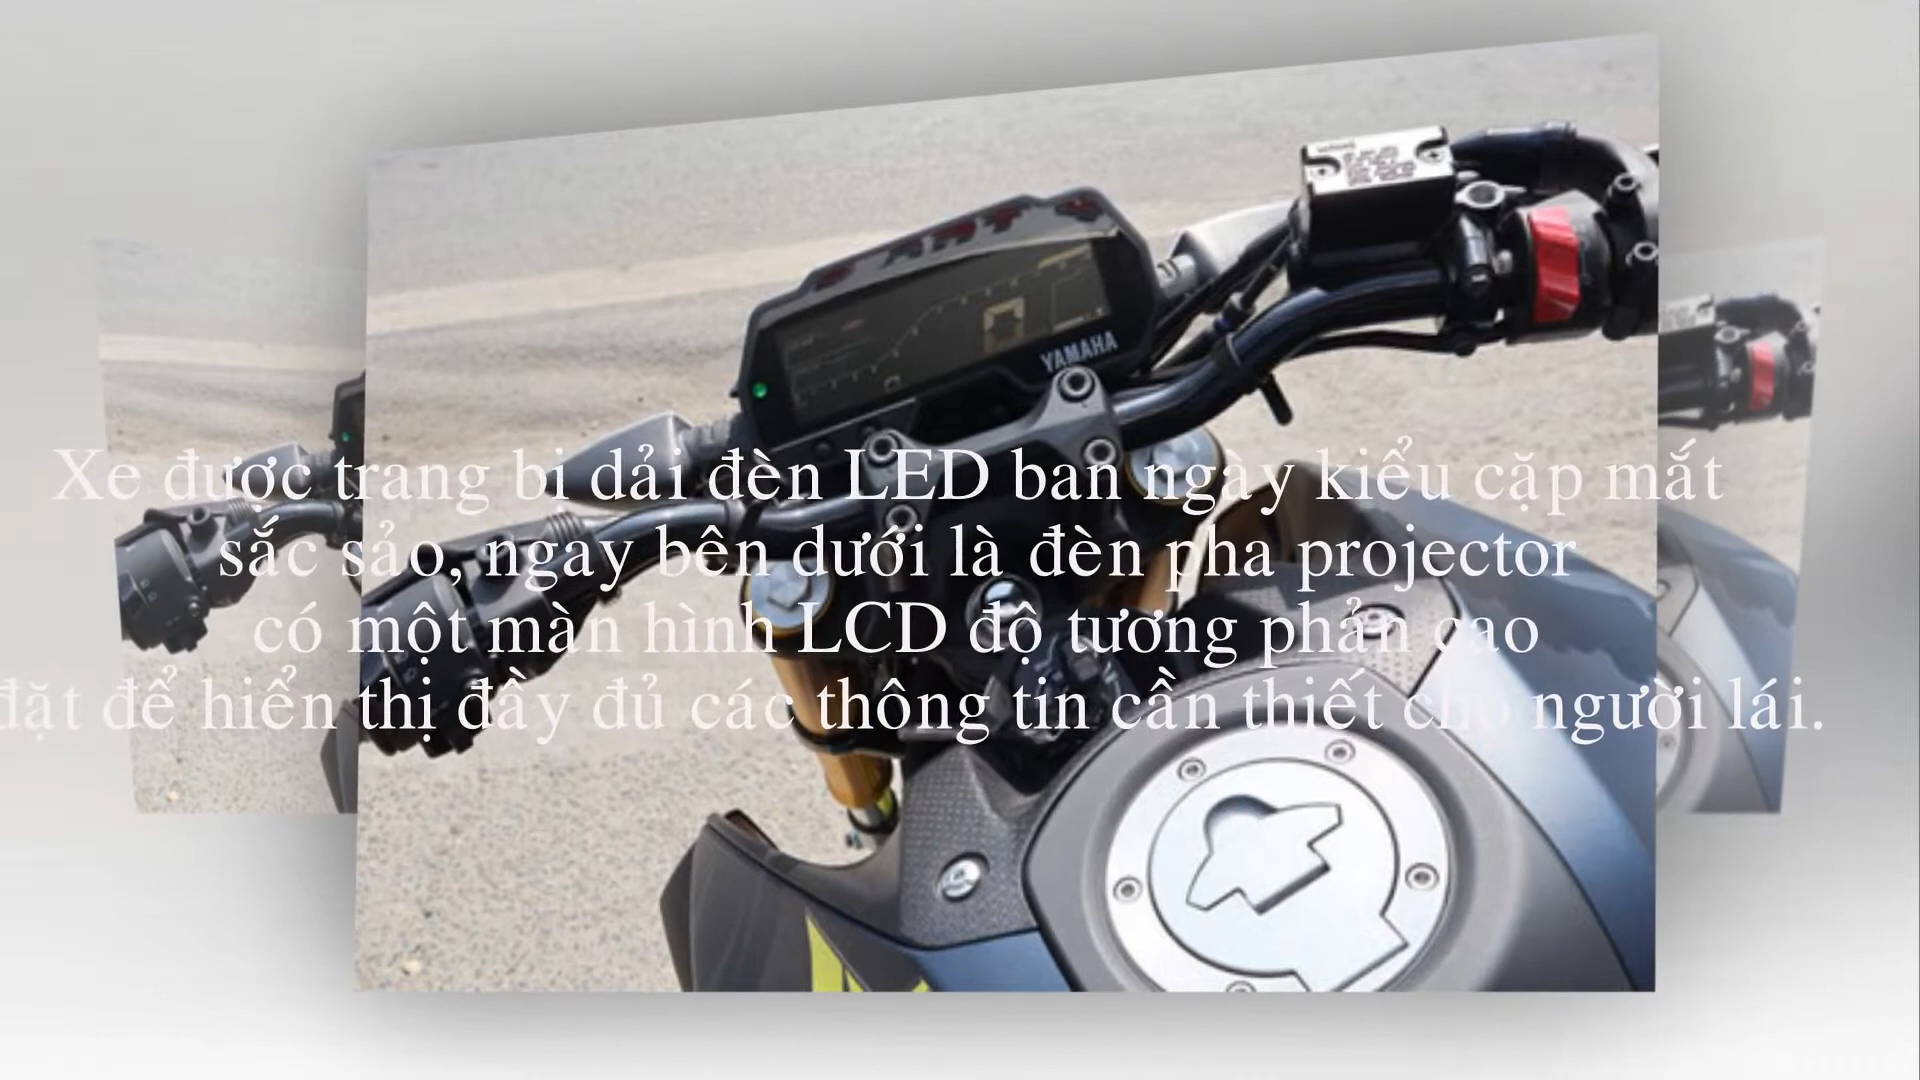 YAMAHA
Xe được trang bị dải đèn LED ban ngày kiểu cặp mắt
sắc sảo, ngay bên dưới là đèn pha projector
có một màn hình LCD độ tương phản cao
đặt để hiển thị đầy đủ các thông tin cần thiết cho người lái.